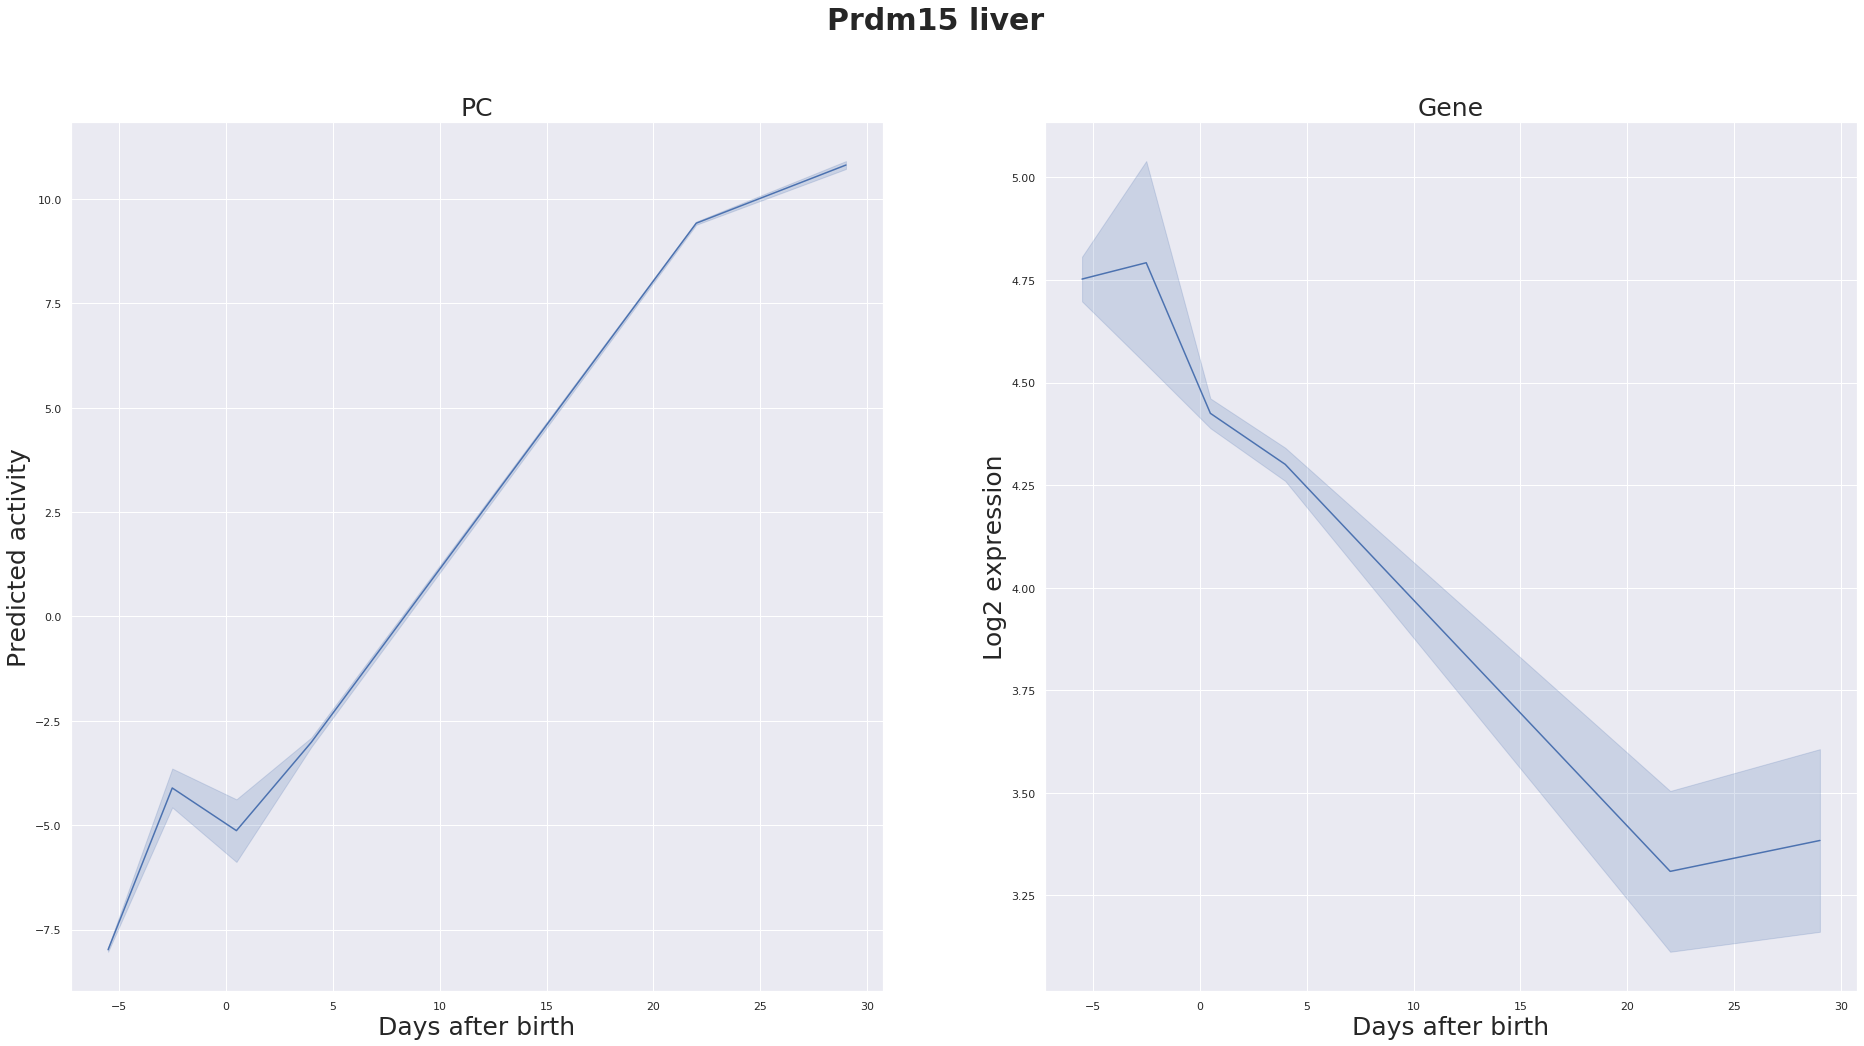 Prdm15 liver
PC
Predicted activity
10.0
7.5
5.0
2.5
0.0
−2.5
−5.0
−7.5
−5 0 5 10 15 20 25 30
Days after birth
Gene
Log2 expression
5.00
4.75
4.50
4.25
4.00
3.75
3.50
3.25
−5 0 5 10 15 20 25 30
Days after birth